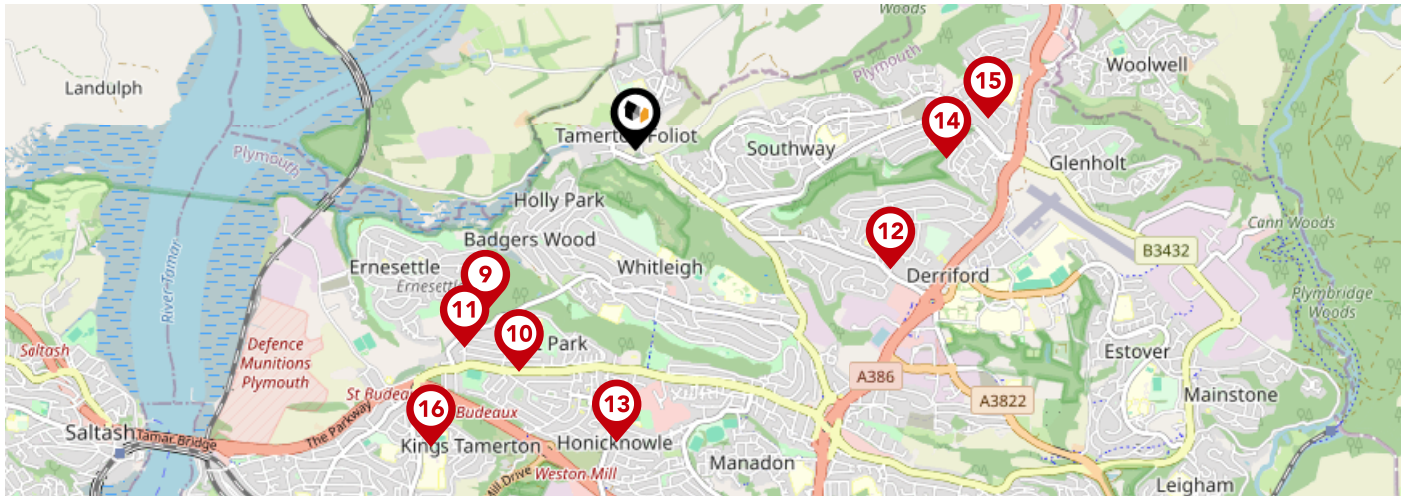 Woods
Landulph
Plymouth
Woolwell
15
14
Tamerton Foliot
Southway
Plymouth
Glenholt
Holly Park
Cann Woods
12
Badgers Wood
B3432
River Tamar
Ernesettle
9
Whitleigh
Derriford
Ernesettle
11
Plymbridge
Woods
10
Park
Saltash
Defence
Munitions
Plymouth
Estover
A386
St Budeaux
16
Budeaux
13
A3822
Mainstone
The Parkway
Saltash
Tamar Bridge
Kings Tamerton
Honicknowle
Manadon
Mill Drive
Weston Mill
Leigham